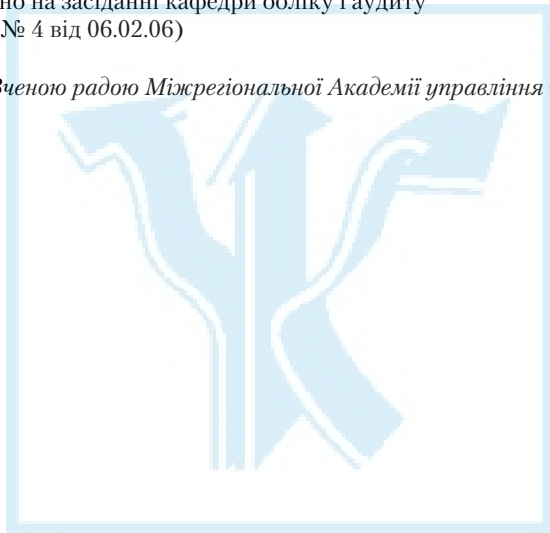 но на засіданні кафедри обліку і аудиту
№ 4 від 06.02.06)
Вченою радою Міжрегіональної Академії управління